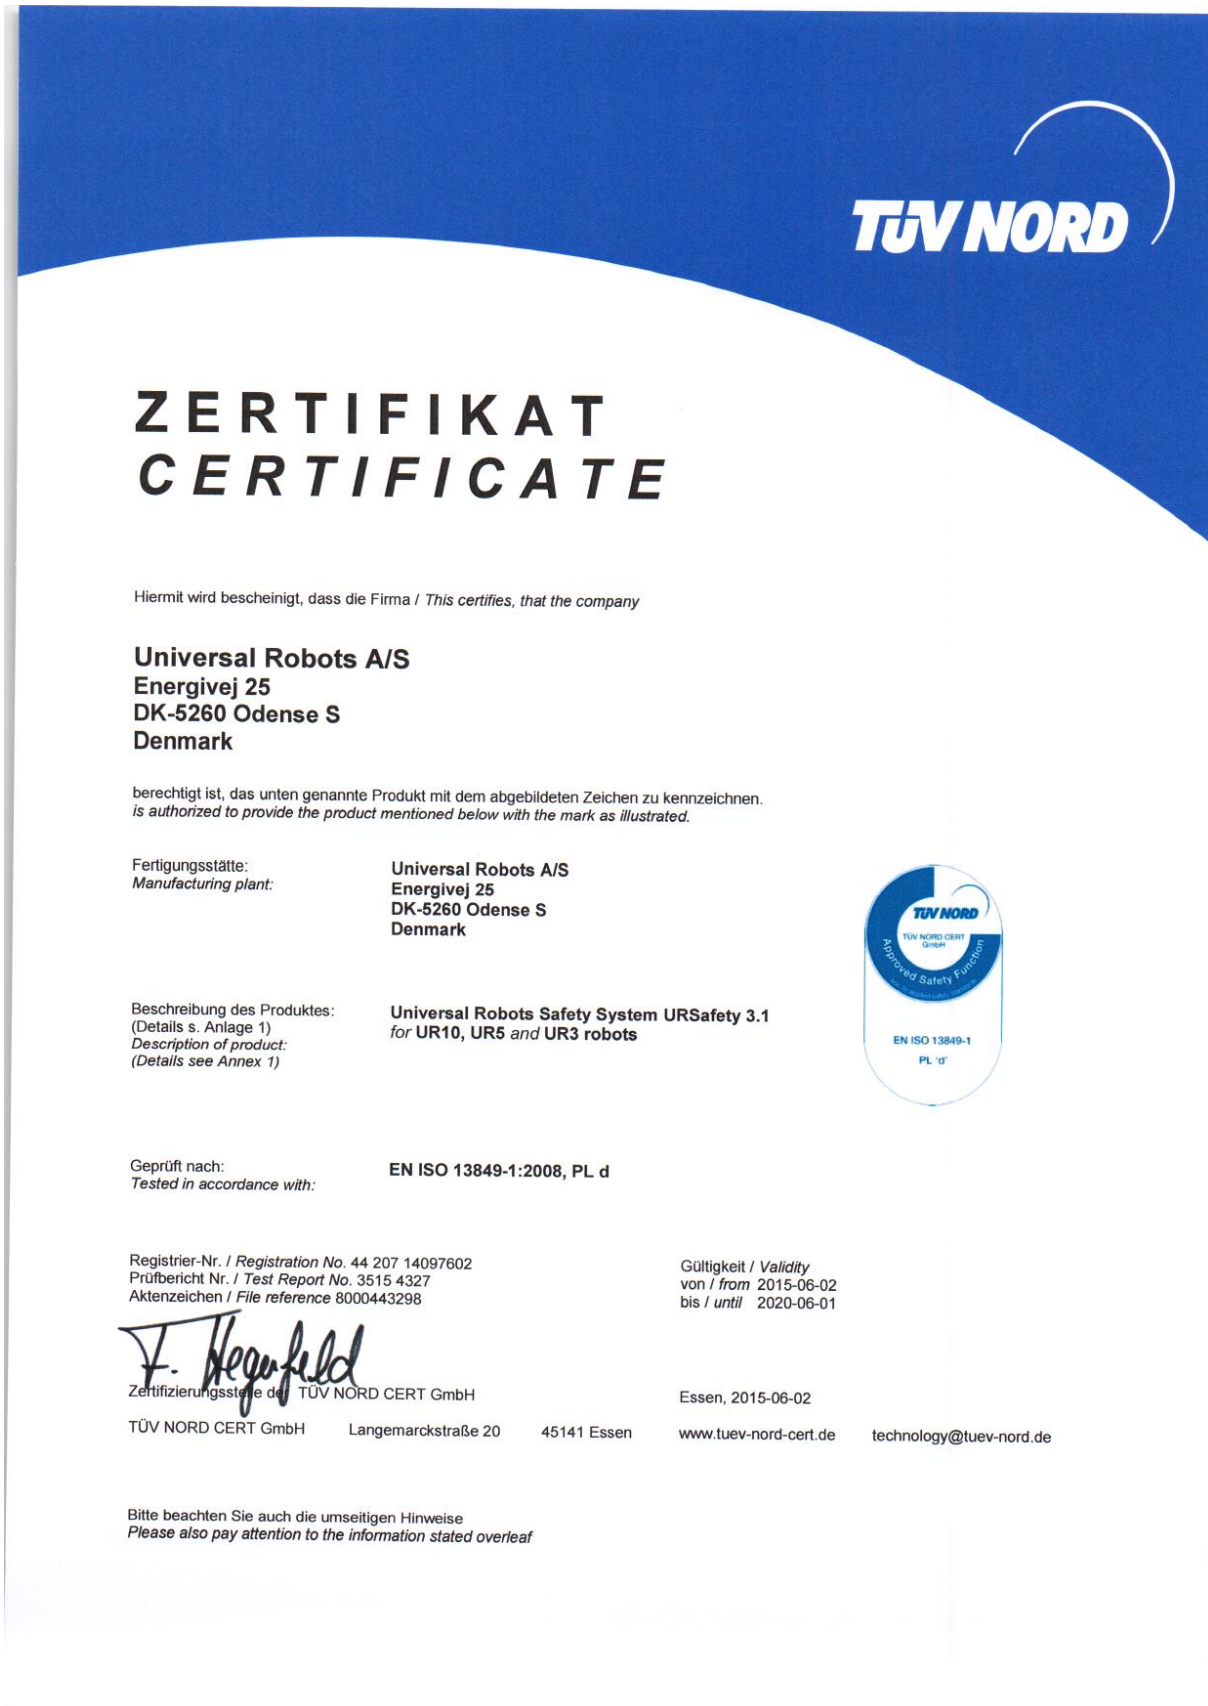 TÜV NORD
ZERTIFIKAT
CERTIFICATE
Hiermit wird bescheinigt, dass die Firma / This certifies, that the company
Universal Robots A/S
Energivej 25
DK-5260 Odense S
Denmark
berechtigt ist, das unten genannte Produkt mit dem abgebildeten Zeichen zu kennzeichnen.
is authorized to provide the product mentioned below with the mark as illustrated.
Fertigungsstätte:
Manufacturing plant:
Universal Robots A/S
Energivej 25
DK-5260 Odense S
Denmark
TÜV NORD
TÜV NORD CERT
GmbH
Approved Safety Function
EN ISO 13849-1
PL 'd'
Beschreibung des Produktes:
(Details s. Anlage 1)
Description of product:
(Details see Annex 1)
Universal Robots Safety System URSafety 3.1
for UR10, UR5 and UR3 robots
Geprüft nach:
Tested in accordance with:
EN ISO 13849-1:2008, PL d
Registrier-Nr. / Registration No. 44 207 14097602
Prüfbericht Nr. / Test Report No. 3515 4327
Aktenzeichen / File reference 8000443298
Gültigkeit / Validity
von / from 2015-06-02
bis / until 2020-06-01
F. Hegenfeld
Zertifizierungsstelle der TÜV NORD CERT GmbH
Essen, 2015-06-02
TÜV NORD CERT GmbH Langemarckstraße 20 45141 Essen www.tuev-nord-cert.de technology@tuev-nord.de
Bitte beachten Sie auch die umseitigen Hinweise
Please also pay attention to the information stated overleaf